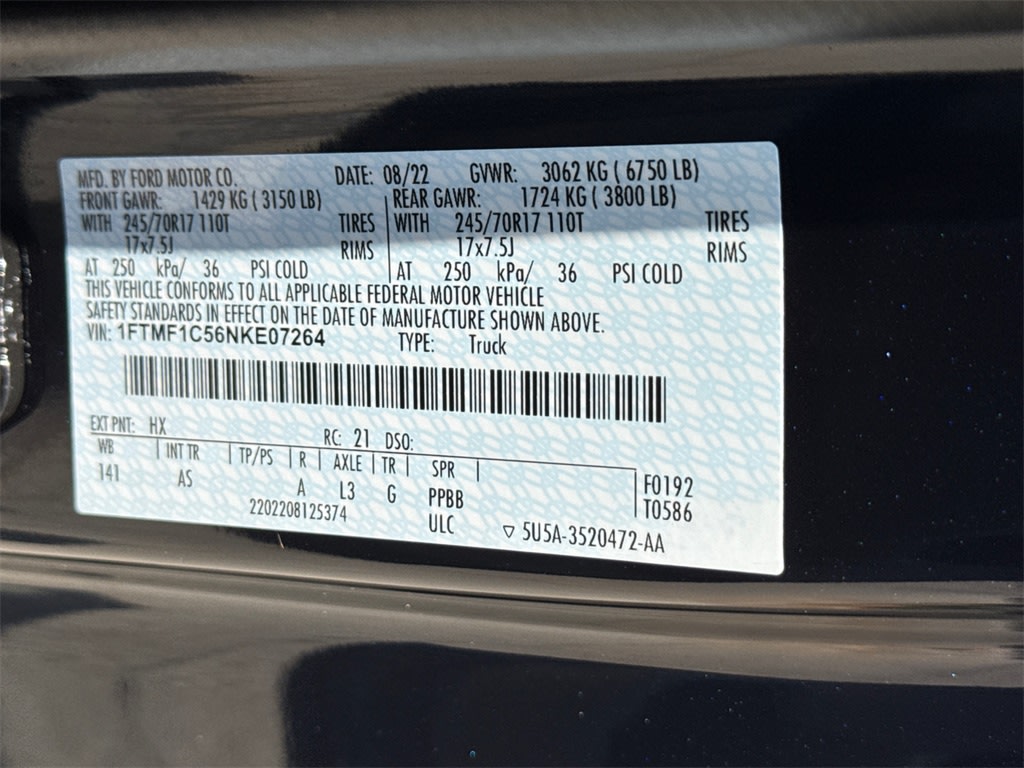 MFD. BY FORD MOTOR CO. DATE: 08/22 GVWR: 3062 KG ( 6750 LB)
FRONT GAWR: 1429 KG ( 3150 LB) REAR GAWR: 1724 KG ( 3800 LB)
WITH 245/70R17 110T TIRES WITH 245/70R17 110T TIRES
17x7.5J RIMS 17x7.5J RIMS
AT 250 kPa/ 36 PSI COLD AT 250 kPa/ 36 PSI COLD
THIS VEHICLE CONFORMS TO ALL APPLICABLE FEDERAL MOTOR VEHICLE
SAFETY STANDARDS IN EFFECT ON THE DATE OF MANUFACTURE SHOWN ABOVE.
VIN: 1FTMF1C56NKE07264 TYPE: Truck
EXT PNT: HX RC: 21 DSO:
WB INT TR TP/PS R AXLE TR SPR
141 AS A L3 G PPBB F0192
2202208125374 ULC T0586
▽ 5U5A-3520472-AA